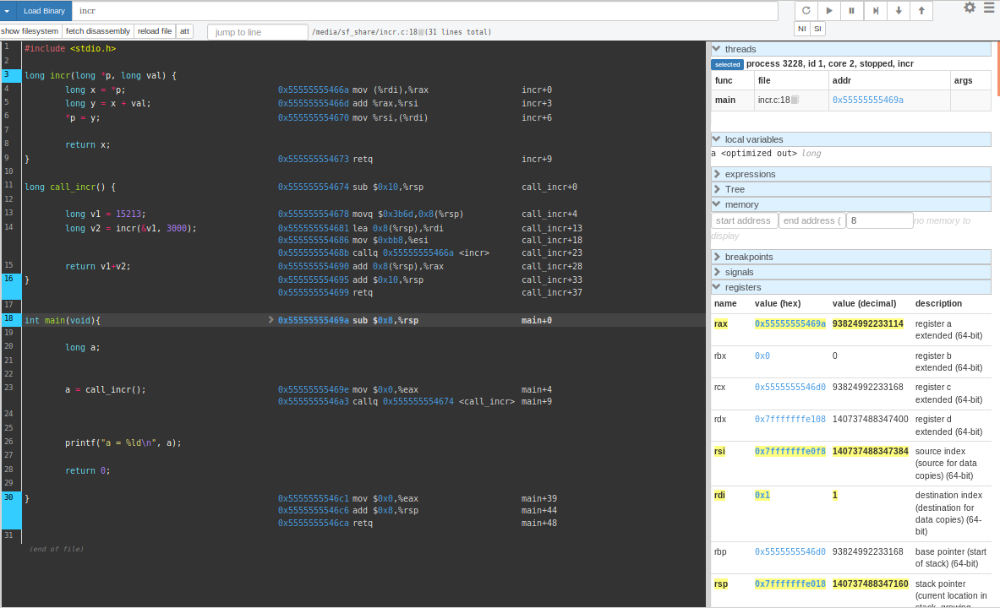 Load Binary incr
show filesystem fetch disassembly reload file att jump to line /media/sf_share/incr.c:18 (31 lines total) NI SI
1 #include <stdio.h>
2
3 long incr(long *p, long val) {
4 long x = *p; 0x55555555466a mov (%rdi),%rax incr+0
5 long y = x + val; 0x55555555466d add %rax,%rsi incr+3
6 *p = y; 0x555555554670 mov %rsi,(%rdi) incr+6
7
8 return x;
9 } 0x555555554673 retq incr+9
10
11 long call_incr() { 0x555555554674 sub $0x10,%rsp call_incr+0
12
13 long v1 = 15213; 0x555555554678 movq $0x3b6d,0x8(%rsp) call_incr+4
14 long v2 = incr(&v1, 3000); 0x555555554681 lea 0x8(%rsp),%rdi call_incr+13
0x555555554686 mov $0xbb8,%esi call_incr+18
0x55555555468b callq 0x55555555466a <incr> call_incr+23
15 return v1+v2; 0x555555554690 add 0x8(%rsp),%rax call_incr+28
16 } 0x555555554695 add $0x10,%rsp call_incr+33
0x555555554699 retq call_incr+37
17
18 int main(void){ 0x55555555469a sub $0x8,%rsp main+0
19
20 long a;
21
22
23 a = call_incr(); 0x55555555469e mov $0x0,%eax main+4
0x5555555546a3 callq 0x555555554674 <call_incr> main+9
24
25
26 printf("a = %ld\n", a);
27
28 return 0;
29
30 } 0x5555555546c1 mov $0x0,%eax main+39
0x5555555546c6 add $0x8,%rsp main+44
0x5555555546ca retq main+48
31
(end of file)
threads
selected process 3228, id 1, core 2, stopped, incr
func file addr args
main incr.c:18 0x55555555469a
local variables
a <optimized out> long
expressions
Tree
memory
start address end address ( 8 no memory to
display
breakpoints
signals
registers
name value (hex) value (decimal) description
rax 0x55555555469a 93824992233114 register a
extended (64-bit)
rbx 0x0 0 register b
extended (64-bit)
rcx 0x5555555546d0 93824992233168 register c
extended (64-bit)
rdx 0x7fffffffe108 140737488347400 register d
extended (64-bit)
rsi 0x7fffffffe0f8 140737488347384 source index
(source for data
copies) (64-bit)
rdi 0x1 1 destination index
(destination for
data copies) (64-
bit)
rbp 0x5555555546d0 93824992233168 base pointer (start
of stack) (64-bit)
rsp 0x7fffffffe018 140737488347160 stack pointer
(current location in
stack, growing